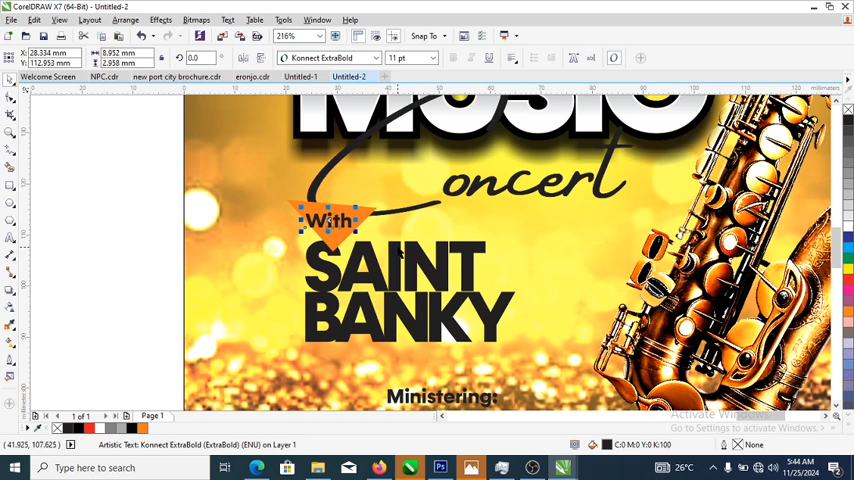 CorelDRAW X7 (64-Bit) - Untitled-2
File Edit View Layout Arrange Effects Bitmaps Text Table Tools Window Help
216% Snap To
X: 28.334 mm 8.952 mm 0.0 Konnect ExtraBold 11 pt
Y: 112.953 mm 2.958 mm
Welcome Screen NPC.cdr new port city brochure.cdr eronjo.cdr Untitled-1 Untitled-2
millimeters
MUSIC
Concert
With
SAINT
BANKY
Ministering:
Activate Windows
Go to Settings to activate Windows.
1 of 1 Page 1
(41.925, 107.625) Artistic Text: Konnect ExtraBold (ExtraBold) (ENU) on Layer 1 C:0 M:0 Y:0 K:100 None
Type here to search 26°C 5:44 AM
11/25/2024